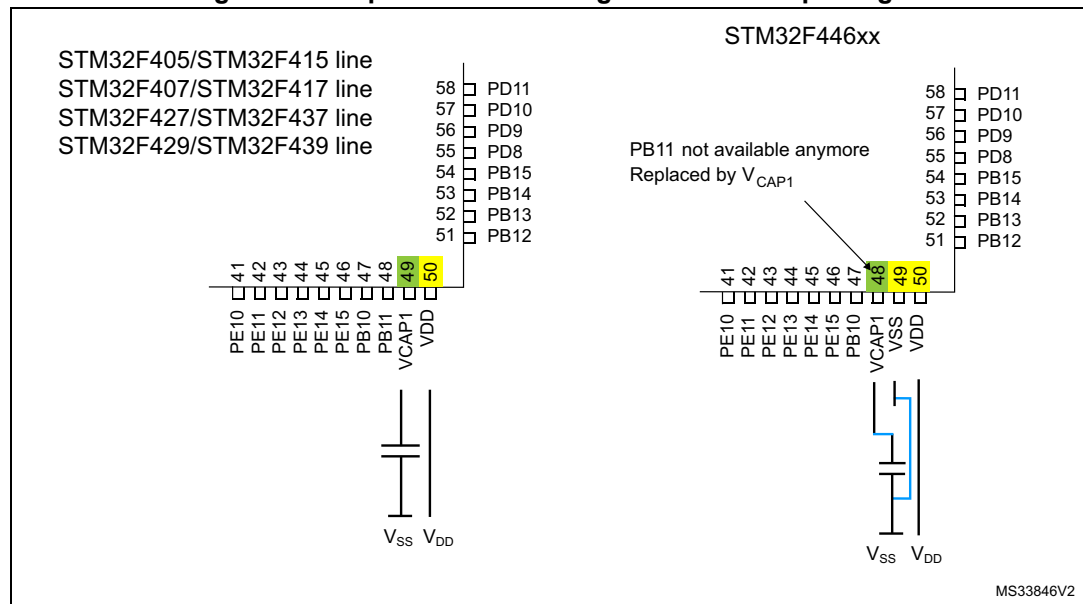 STM32F405/STM32F415 line
STM32F407/STM32F417 line
STM32F427/STM32F437 line
STM32F429/STM32F439 line
58 PD11
57 PD10
56 PD9
55 PD8
54 PB15
53 PB14
52 PB13
51 PB12
41 42 43 44 45 46 47 48 49 50
PE10 PE11 PE12 PE13 PE14 PE15 PB10 PB11 VCAP1 VDD
VSS VDD
STM32F446xx
PB11 not available anymore
Replaced by VCAP1
58 PD11
57 PD10
56 PD9
55 PD8
54 PB15
53 PB14
52 PB13
51 PB12
41 42 43 44 45 46 47 48 49 50
PE10 PE11 PE12 PE13 PE14 PE15 PB10 VCAP1 VSS VDD
VSS VDD
MS33846V2